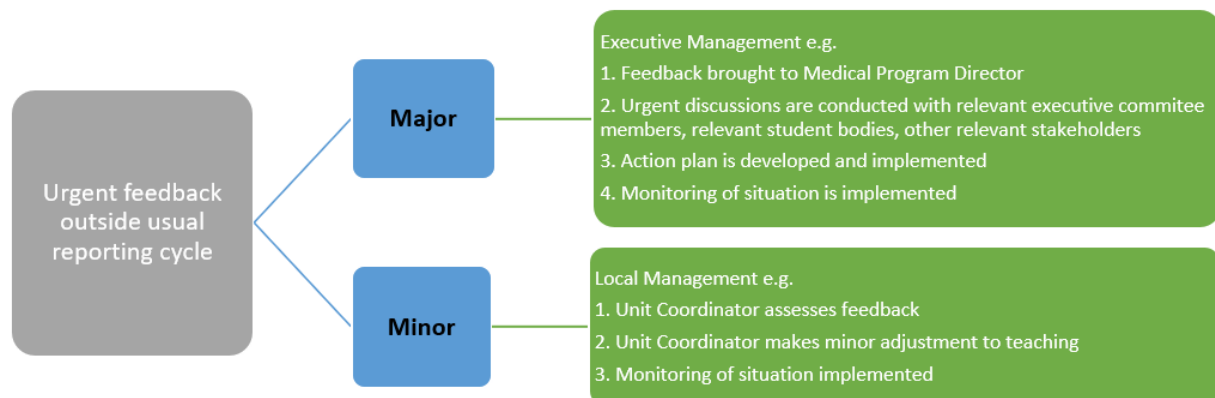 Urgent feedback
outside usual
reporting cycle
Major
Executive Management e.g.
1. Feedback brought to Medical Program Director
2. Urgent discussions are conducted with relevant executive commitee
members, relevant student bodies, other relevant stakeholders
3. Action plan is developed and implemented
4. Monitoring of situation is implemented
Minor
Local Management e.g.
1. Unit Coordinator assesses feedback
2. Unit Coordinator makes minor adjustment to teaching
3. Monitoring of situation implemented